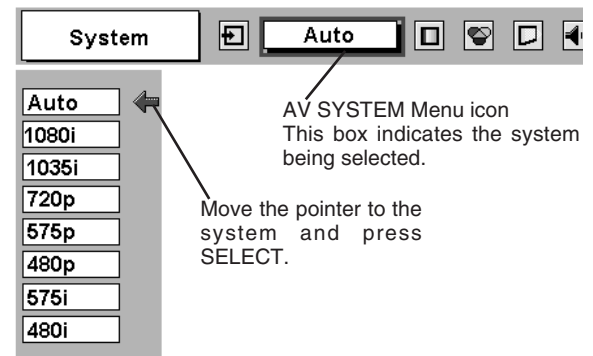 System
Auto
AV SYSTEM Menu icon
This box indicates the system
being selected.
Auto
1080i
1035i
720p
575p
480p
575i
480i
Move the pointer to the
system and press
SELECT.